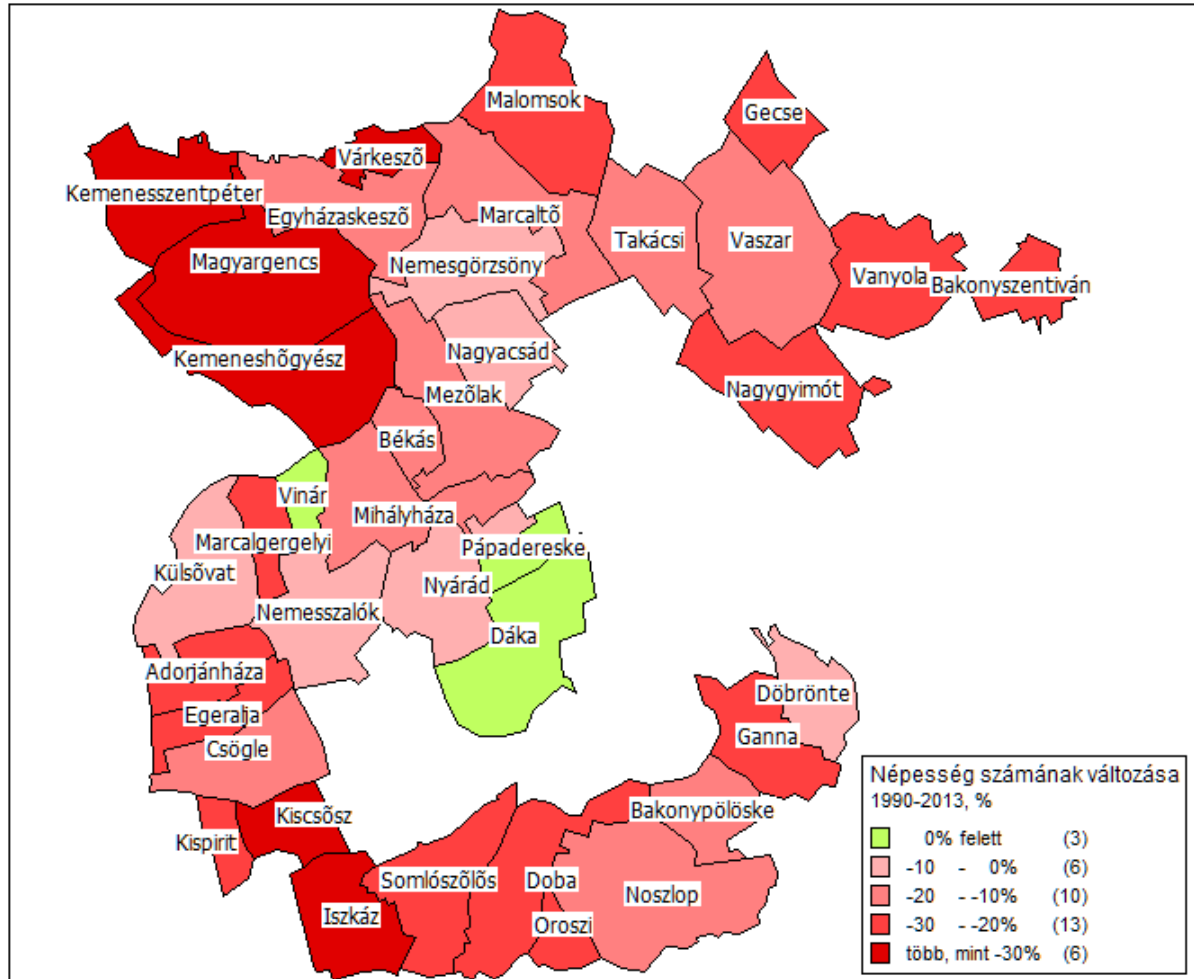 Malomsok
Gecse
Várkeszõ
Kemenesszentpéter
Egyházaskeszõ
Marcaltõ
Takácsi
Vaszar
Magyargencs
Nemesgörzsöny
Vanyola
Bakonyszentiván
Kemeneshõgyész
Nagyacsád
Nagygyimót
Mezõlak
Békás
Vinár
Mihályháza
Marcalgergelyi
Pápadereske
Külsõvat
Nyárád
Nemesszalók
Dáka
Adorjánháza
Döbrönte
Egeralja
Ganna
Csögle
Kiscsõsz
Bakonypölöske
Kispirit
Somlószõlõs
Doba
Noszlop
Iszkáz
Oroszi
Népesség számának változása
1990-2013, %
0% felett (3)
-10 - 0% (6)
-20 - -10% (10)
-30 - -20% (13)
több, mint -30% (6)